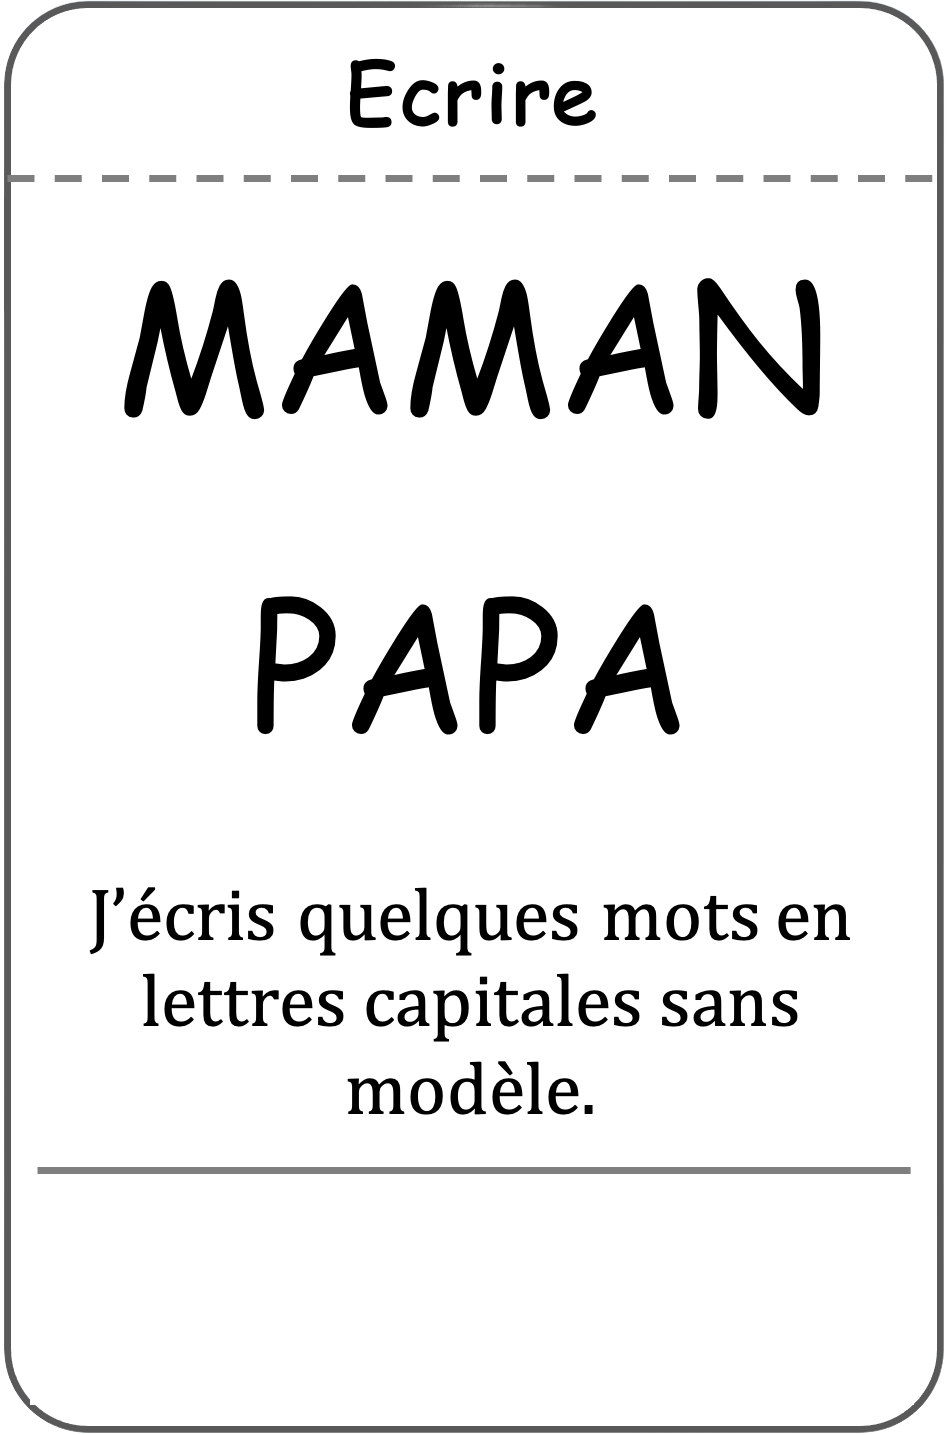 Ecrire
MAMAN
PAPA
J’écris quelques mots en
lettres capitales sans
modèle.